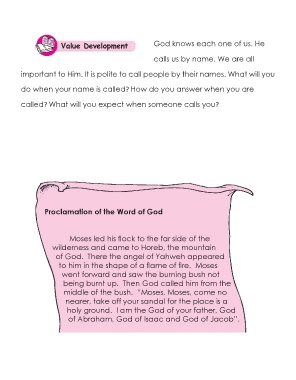 Value Development
God knows each one of us. He
calls us by name. We are all
important to Him. It is polite to call people by their names. What will you
do when your name is called? How do you answer when you are
called? What will you expect when someone calls you?
Proclamation of the Word of God
Moses led his flock to the far side of the
wilderness and came to Horeb, the mountain
of God. There the angel of Yahweh appeared
to him in the shape of a flame of fire. Moses
went forward and saw the burning bush not
being burnt up. Then God called him from the
middle of the bush. "Moses, Moses, come no
nearer, take off your sandal for the place is a
holy ground. I am the God of your father, God
of Abraham, God of Isaac and God of Jacob".